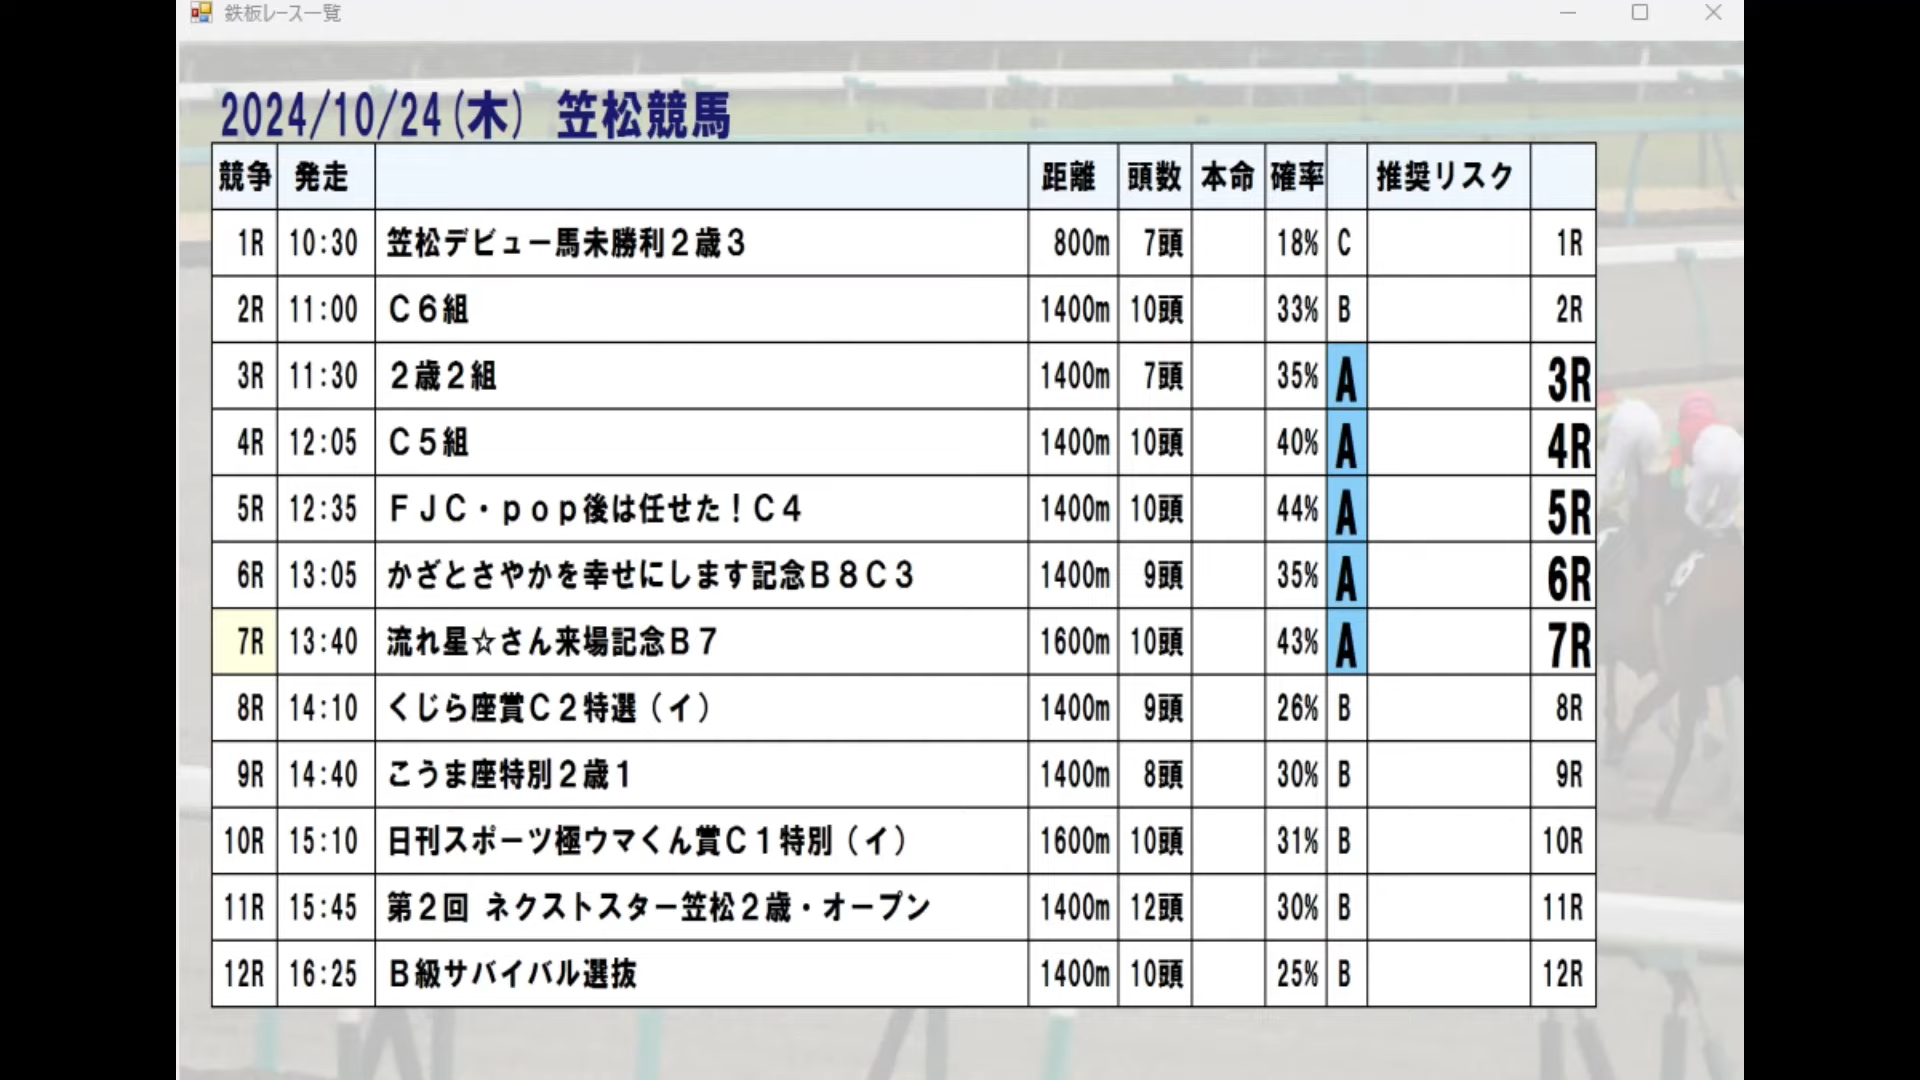 鉄板レース一覧
2024/10/24(木) 笠松競馬
競争 発走 距離 頭数 本命 確率 推奨リスク
1R 10:30 笠松デビュー馬未勝利２歳３ 800m 7頭 18% C 1R
2R 11:00 Ｃ６組 1400m 10頭 33% B 2R
3R 11:30 ２歳２組 1400m 7頭 35% A 3R
4R 12:05 Ｃ５組 1400m 10頭 40% A 4R
5R 12:35 ＦＪＣ・ｐｏｐ後は任せた！Ｃ４ 1400m 10頭 44% A 5R
6R 13:05 かざとさやかを幸せにします記念Ｂ８Ｃ３ 1400m 9頭 35% A 6R
7R 13:40 流れ星☆さん来場記念Ｂ７ 1600m 10頭 43% A 7R
8R 14:10 くじら座賞Ｃ２特選（イ） 1400m 9頭 26% B 8R
9R 14:40 こうま座特別２歳１ 1400m 8頭 30% B 9R
10R 15:10 日刊スポーツ極ウマくん賞Ｃ１特別（イ） 1600m 10頭 31% B 10R
11R 15:45 第２回 ネクストスター笠松２歳・オープン 1400m 12頭 30% B 11R
12R 16:25 Ｂ級サバイバル選抜 1400m 10頭 25% B 12R